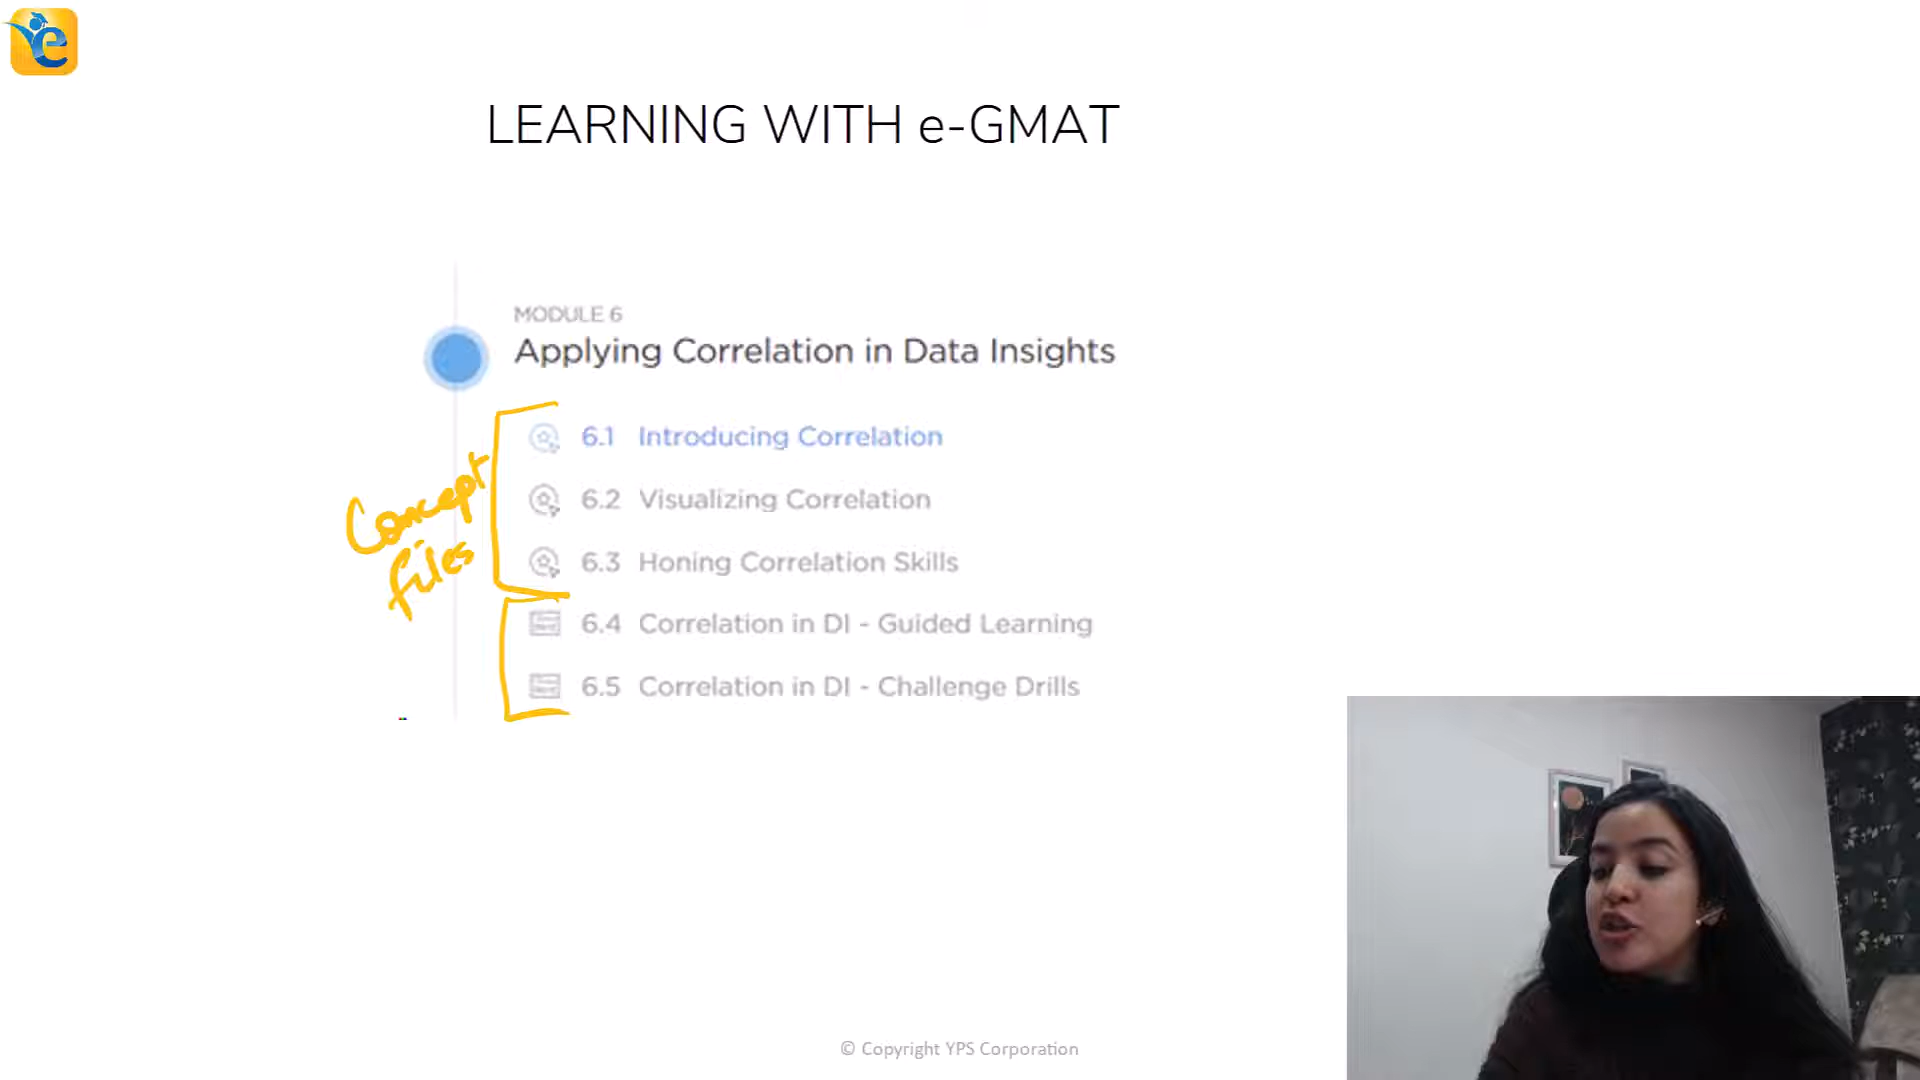 e
LEARNING WITH e-GMAT
MODULE 6
Applying Correlation in Data Insights
6.1 Introducing Correlation
6.2 Visualizing Correlation
6.3 Honing Correlation Skills
6.4 Correlation in DI - Guided Learning
6.5 Correlation in DI - Challenge Drills
Concept
files
© Copyright YPS Corporation